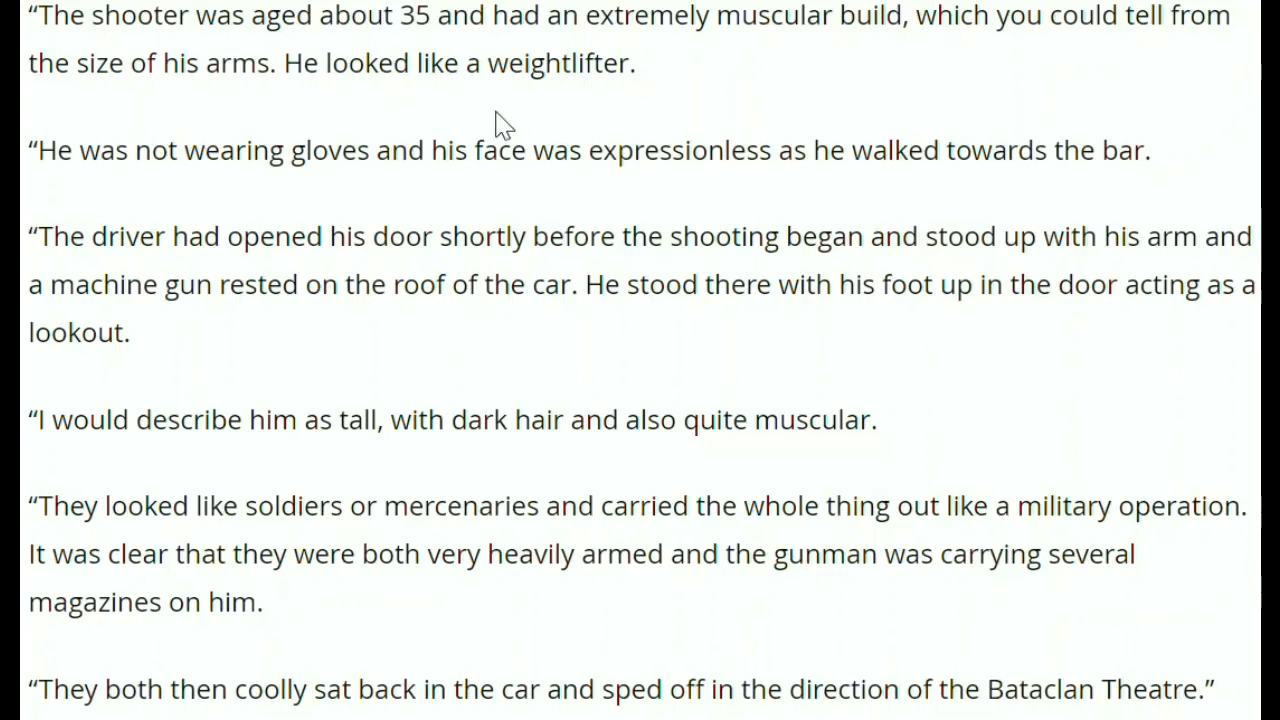 “The shooter was aged about 35 and had an extremely muscular build, which you could tell from
the size of his arms. He looked like a weightlifter.
“He was not wearing gloves and his face was expressionless as he walked towards the bar.
“The driver had opened his door shortly before the shooting began and stood up with his arm and
a machine gun rested on the roof of the car. He stood there with his foot up in the door acting as a
lookout.
“I would describe him as tall, with dark hair and also quite muscular.
“They looked like soldiers or mercenaries and carried the whole thing out like a military operation.
It was clear that they were both very heavily armed and the gunman was carrying several
magazines on him.
“They both then coolly sat back in the car and sped off in the direction of the Bataclan Theatre.”